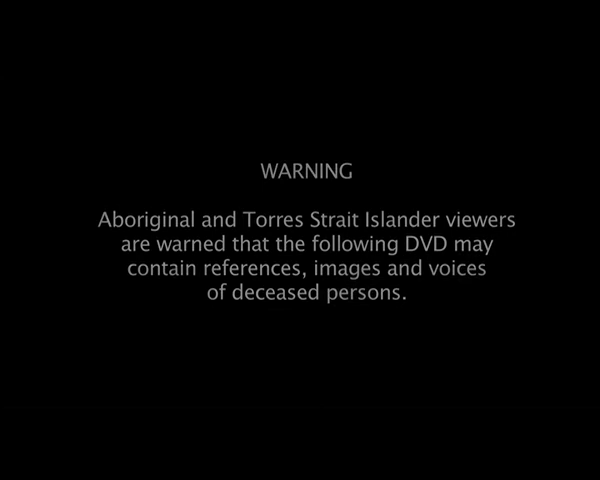 WARNING
Aboriginal and Torres Strait Islander viewers
are warned that the following DVD may
contain references, images and voices
of deceased persons.